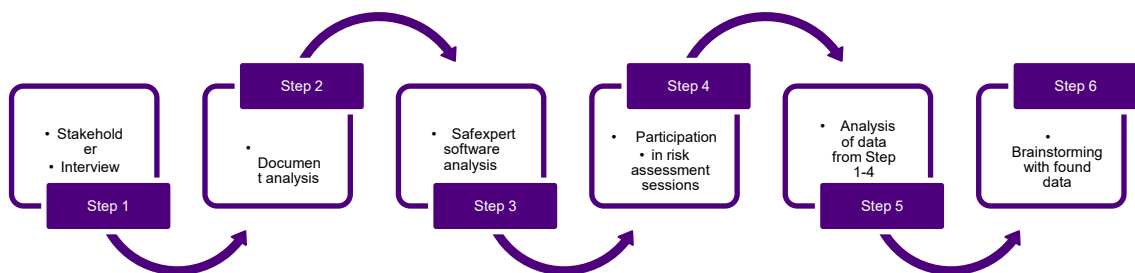 Step 1
• Stakehold
er
• Interview
Step 2
•
Documen
t analysis
Step 3
• Safexpert
software
analysis
Step 4
• Participation
• in risk
assessment
sessions
Step 5
• Analysis
of data
from Step
1-4
Step 6
•
Brainstorming
with found
data